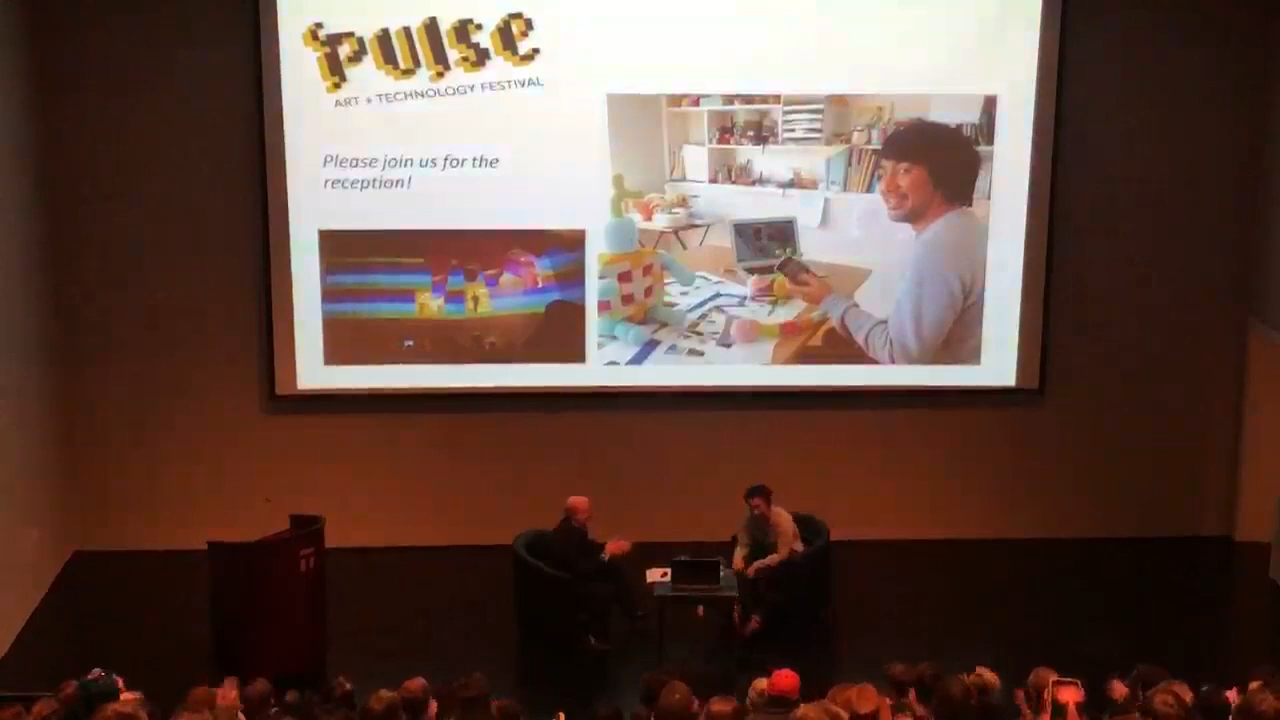 Pulse
ART + TECHNOLOGY FESTIVAL
Please join us for the
reception!